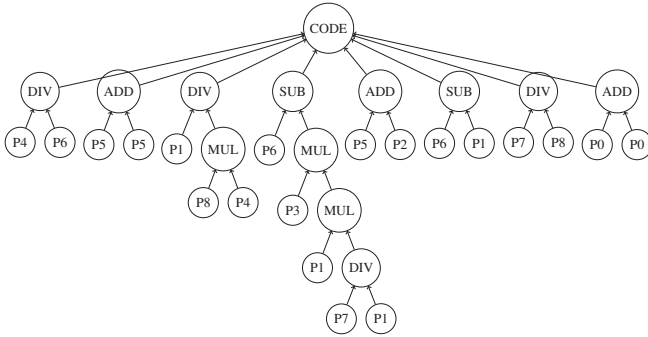 CODE
DIV ADD DIV SUB ADD SUB DIV ADD
P4 P6 P5 P5 P1 MUL P6 MUL P5 P2 P6 P1 P7 P8 P0 P0
P8 P4 P3 MUL
P1 DIV
P7 P1